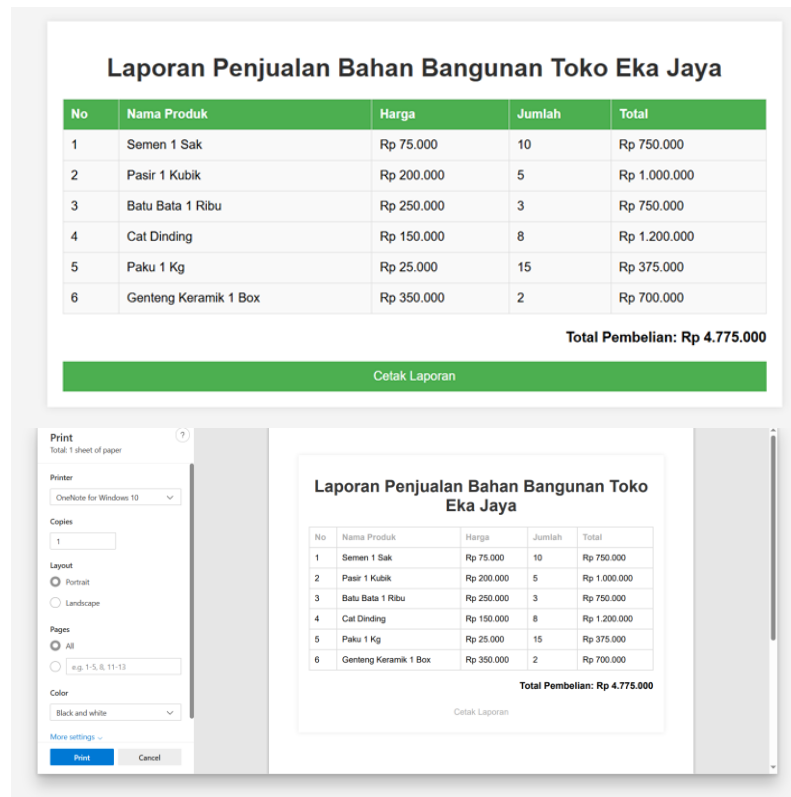 Laporan Penjualan Bahan Bangunan Toko Eka Jaya
No Nama Produk Harga Jumlah Total
1 Semen 1 Sak Rp 75.000 10 Rp 750.000
2 Pasir 1 Kubik Rp 200.000 5 Rp 1.000.000
3 Batu Bata 1 Ribu Rp 250.000 3 Rp 750.000
4 Cat Dinding Rp 150.000 8 Rp 1.200.000
5 Paku 1 Kg Rp 25.000 15 Rp 375.000
6 Genteng Keramik 1 Box Rp 350.000 2 Rp 700.000
Total Pembelian: Rp 4.775.000
Cetak Laporan
Print
?
Total: 1 sheet of paper
Printer
OneNote for Windows 10
Copies
1
Layout
Portrait
Landscape
Pages
All
e.g. 1-5, 8, 11-13
Color
Black and white
More settings
Print Cancel
Laporan Penjualan Bahan Bangunan Toko
Eka Jaya
No Nama Produk Harga Jumlah Total
1 Semen 1 Sak Rp 75.000 10 Rp 750.000
2 Pasir 1 Kubik Rp 200.000 5 Rp 1.000.000
3 Batu Bata 1 Ribu Rp 250.000 3 Rp 750.000
4 Cat Dinding Rp 150.000 8 Rp 1.200.000
5 Paku 1 Kg Rp 25.000 15 Rp 375.000
6 Genteng Keramik 1 Box Rp 350.000 2 Rp 700.000
Total Pembelian: Rp 4.775.000
Cetak Laporan